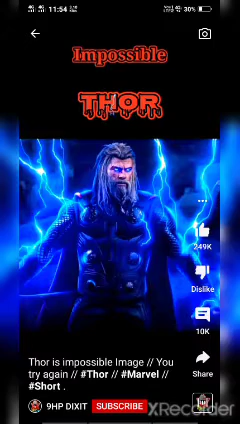 11:54
30%
Impossible
THOR
249K
Dislike
10K
Share
Thor is impossible Image // You
try again // #Thor // #Marvel //
#Short .
9HP DIXIT
SUBSCRIBE
XRecorder